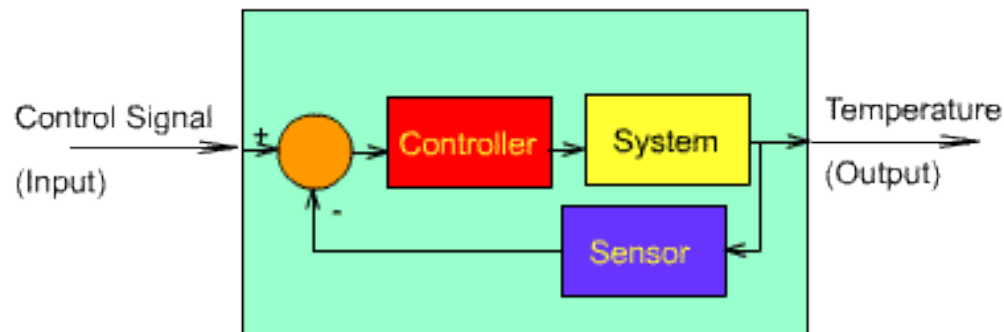 Control Signal
(Input)
+
-
Controller
System
Sensor
Temperature
(Output)